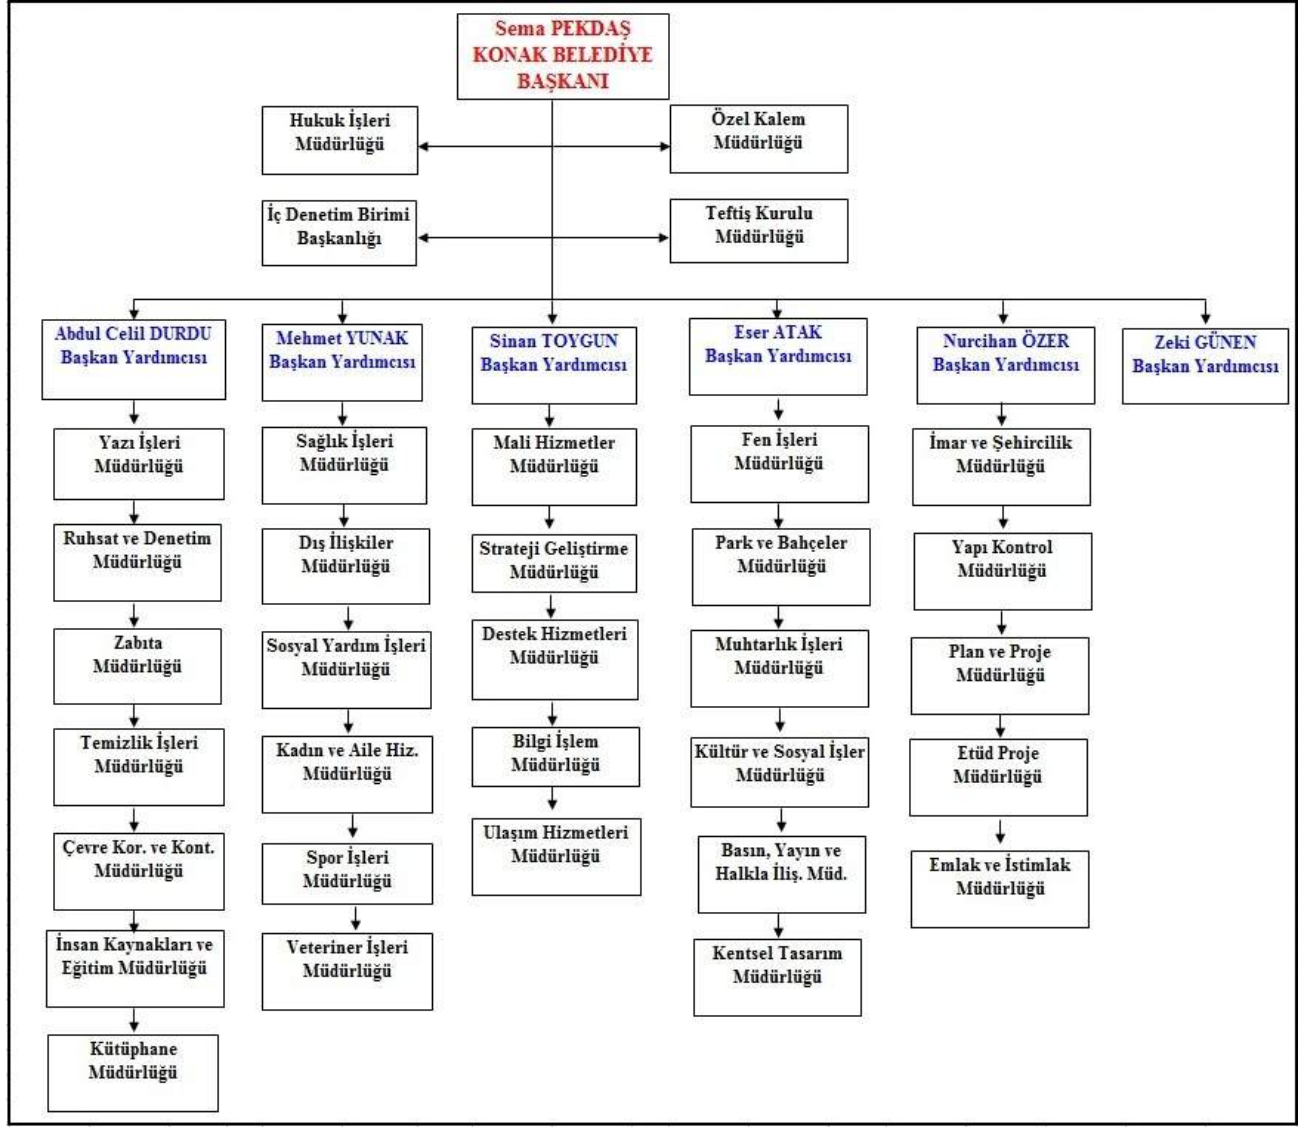 Sema PEKDAŞ
KONAK BELEDİYE
BAŞKANI
Hukuk İşleri
Müdürlüğü
Özel Kalem
Müdürlüğü
İç Denetim Birimi
Başkanlığı
Teftiş Kurulu
Müdürlüğü
Abdul Celil DURDU
Başkan Yardımcısı
Yazı İşleri
Müdürlüğü
Ruhsat ve Denetim
Müdürlüğü
Zabıta
Müdürlüğü
Temizlik İşleri
Müdürlüğü
Çevre Kor. ve Kont.
Müdürlüğü
İnsan Kaynakları ve
Eğitim Müdürlüğü
Kütüphane
Müdürlüğü
Mehmet YUNAK
Başkan Yardımcısı
Sağlık İşleri
Müdürlüğü
Dış İlişkiler
Müdürlüğü
Sosyal Yardım İşleri
Müdürlüğü
Kadın ve Aile Hiz.
Müdürlüğü
Spor İşleri
Müdürlüğü
Veteriner İşleri
Müdürlüğü
Sinan TOYGUN
Başkan Yardımcısı
Mali Hizmetler
Müdürlüğü
Strateji Geliştirme
Müdürlüğü
Destek Hizmetleri
Müdürlüğü
Bilgi İşlem
Müdürlüğü
Ulaşım Hizmetleri
Müdürlüğü
Eser ATAK
Başkan Yardımcısı
Fen İşleri
Müdürlüğü
Park ve Bahçeler
Müdürlüğü
Muhtarlık İşleri
Müdürlüğü
Kültür ve Sosyal İşler
Müdürlüğü
Basın, Yayın ve
Halkla İliş. Müd.
Kentsel Tasarım
Müdürlüğü
Nurcihan ÖZER
Başkan Yardımcısı
İmar ve Şehircilik
Müdürlüğü
Yapı Kontrol
Müdürlüğü
Plan ve Proje
Müdürlüğü
Etüd Proje
Müdürlüğü
Emlak ve İstimlak
Müdürlüğü
Zeki GÜNEN
Başkan Yardımcısı